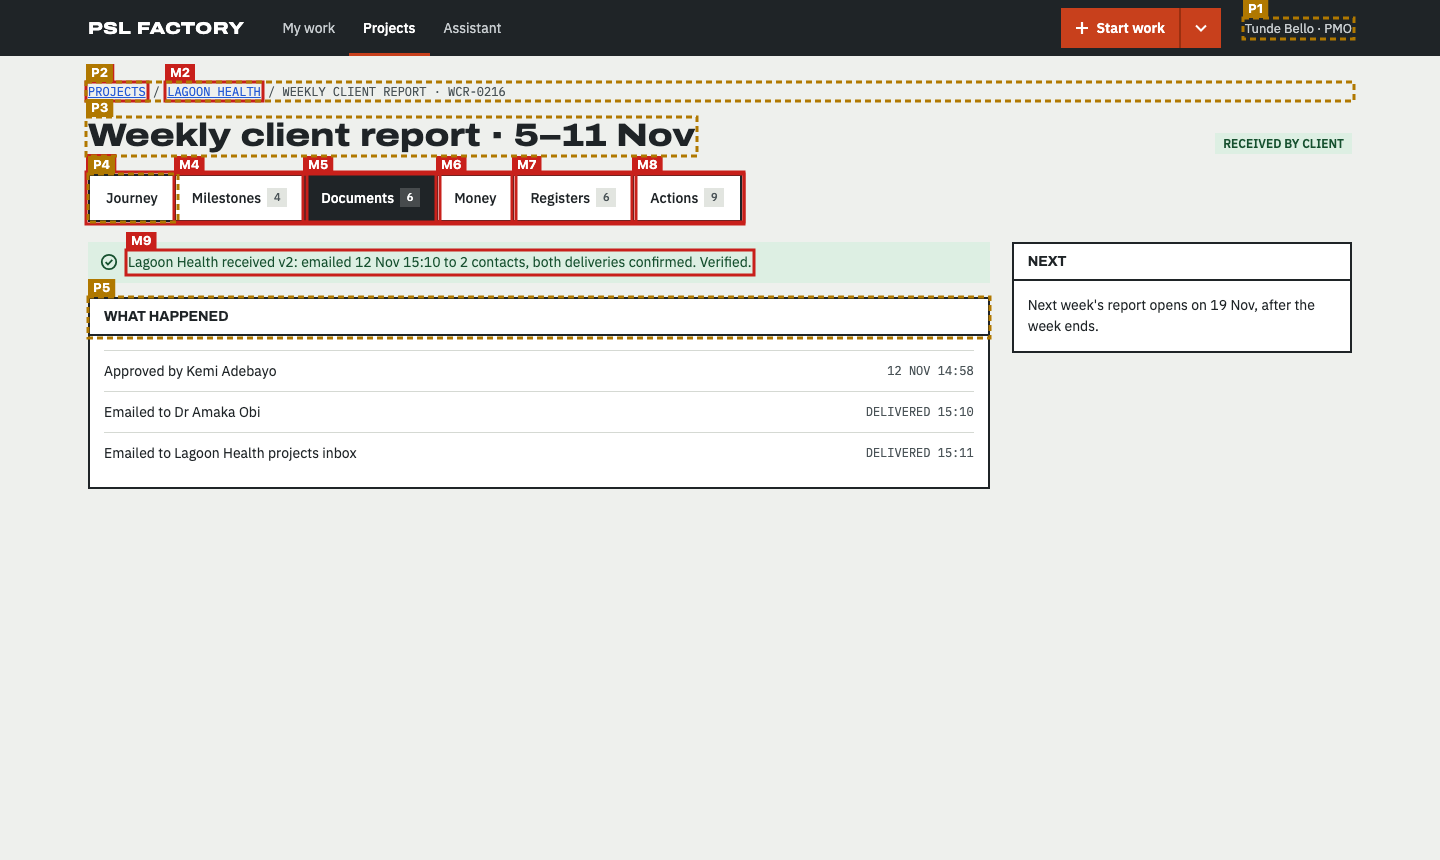 PSL FACTORY
My work
Projects
Assistant
Start work
P1
Tunde Bello · PMO
P2
M2
PROJECTS / LAGOON HEALTH / WEEKLY CLIENT REPORT · WCR-0216
P3
Weekly client report · 5–11 Nov
RECEIVED BY CLIENT
P4
M4
M5
M6
M7
M8
Journey
Milestones 4
Documents 6
Money
Registers 6
Actions 9
M9
Lagoon Health received v2: emailed 12 Nov 15:10 to 2 contacts, both deliveries confirmed. Verified.
P5
WHAT HAPPENED
Approved by Kemi Adebayo 12 NOV 14:58
Emailed to Dr Amaka Obi DELIVERED 15:10
Emailed to Lagoon Health projects inbox DELIVERED 15:11
NEXT
Next week's report opens on 19 Nov, after the
week ends.